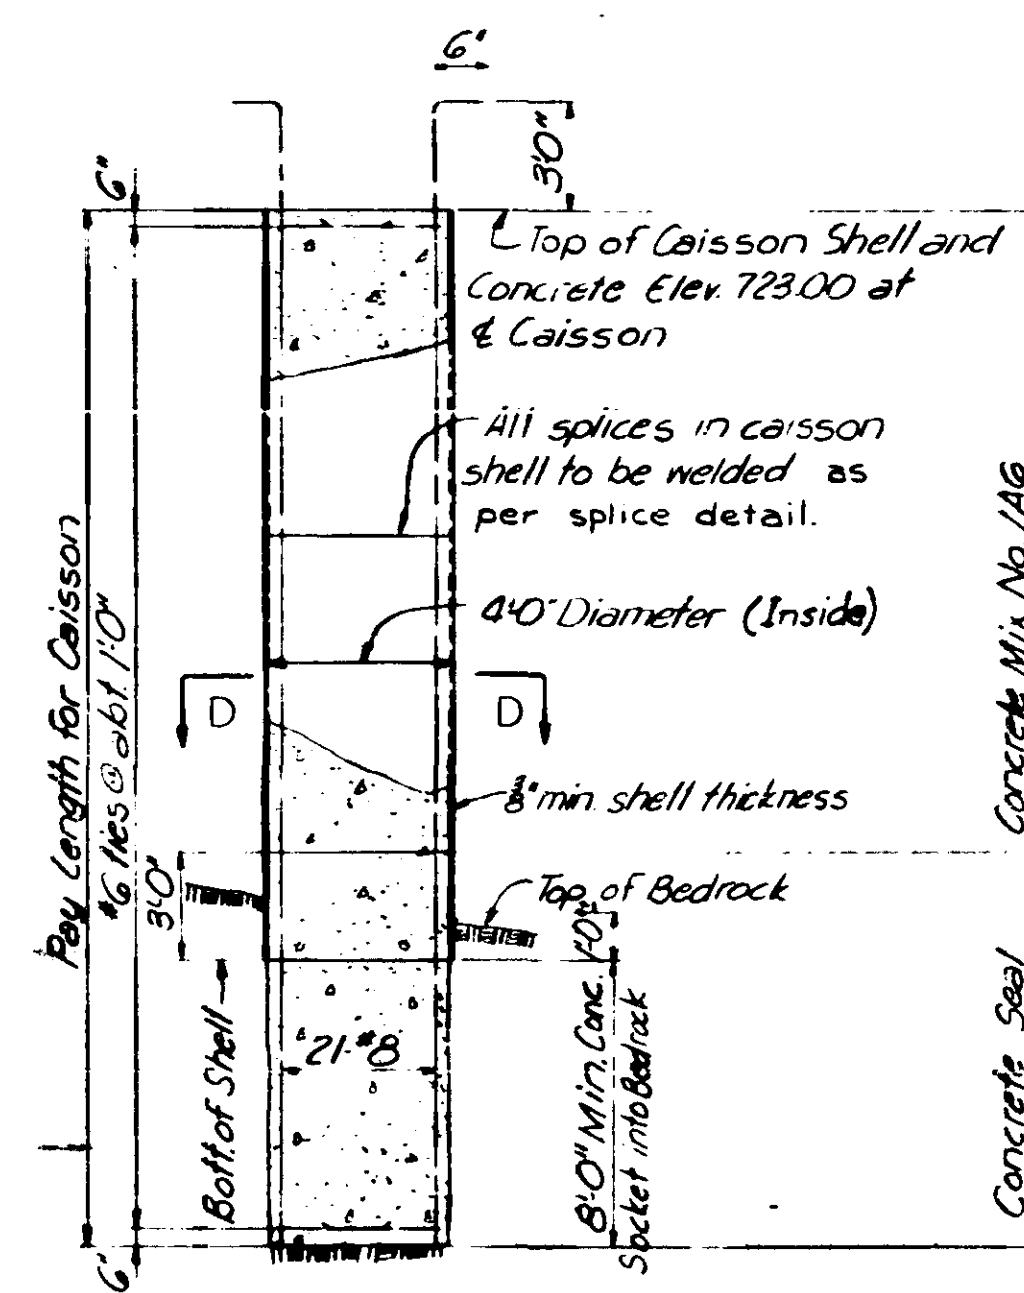 6"
3'0"
6"
Top of Caisson Shell and
Concrete Elev. 723.00 at
℄ Caisson
All splices in caisson
shell to be welded as
per splice detail.
4'0" Diameter (Inside)
D
D
3/8" min. shell thickness
Top of Bedrock
1'0"
Pay Length for Caisson
#6 ties @ abt. 1'-0"
3'-0"
Bott. of Shell
21-#8
8'-0" Min. Conc.
Socket into Bedrock
6"
Concrete Mix No. 1A6
Concrete Seal